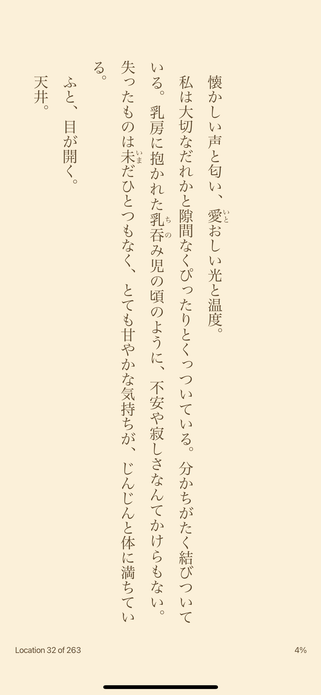 懐かしい声と匂い、愛おしい光と温度。
私は大切なだれかと隙間なくぴったりとくっついている。分かちがたく結びついて
いる。乳房に抱かれた乳呑み児の頃のように、不安や寂しさなんてかけらもない。
失ったものは未だひとつもなく、とても甘やかな気持ちが、じんじんと体に満ちてい
る。
ふと、目が開く。
天井。
Location 32 of 263
4%